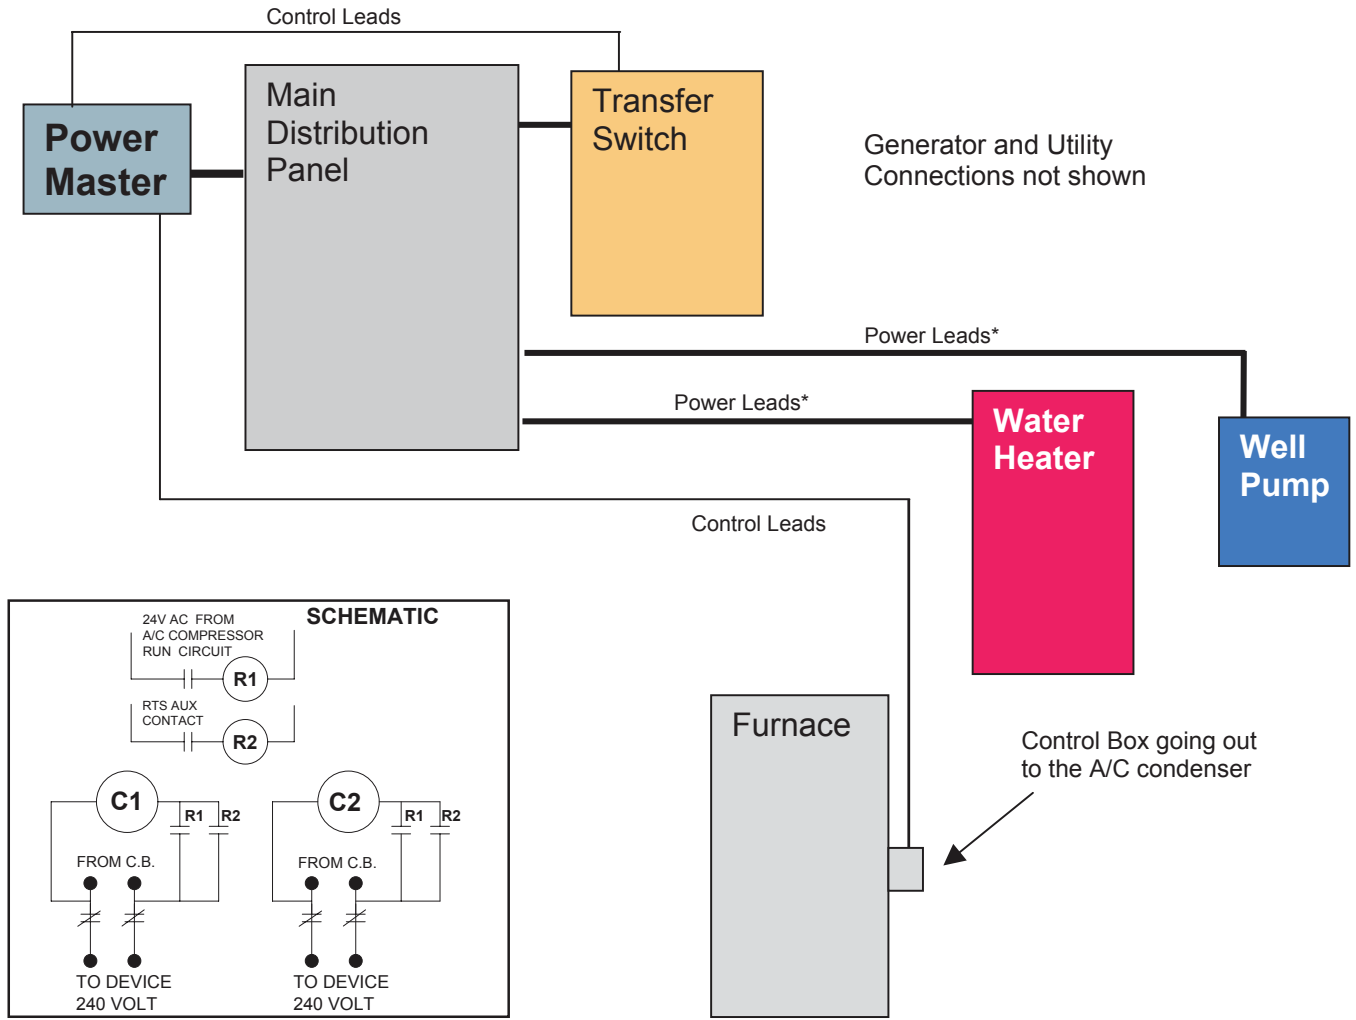 Control Leads
Power
Master
Main
Distribution
Panel
Transfer
Switch
Generator and Utility
Connections not shown
Power Leads*
Power Leads*
Water
Heater
Well
Pump
Control Leads
SCHEMATIC
24V AC FROM
A/C COMPRESSOR
RUN CIRCUIT
R1
RTS AUX
CONTACT
R2
C1
R1 R2
FROM C.B.
TO DEVICE
240 VOLT
C2
R1 R2
FROM C.B.
TO DEVICE
240 VOLT
Furnace
Control Box going out
to the A/C condenser